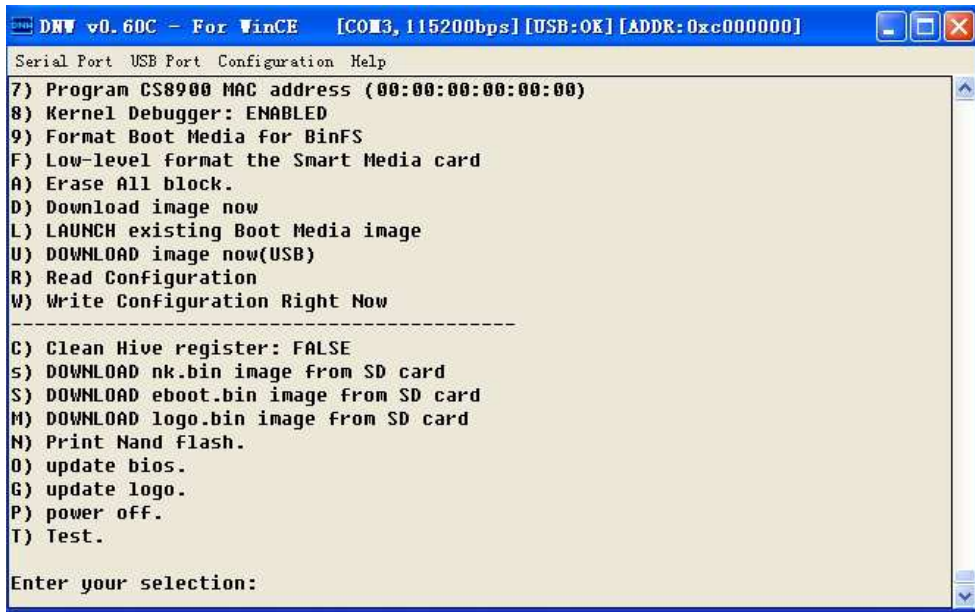 DNW v0.60C - For WinCE [COM3,115200bps][USB:OK][ADDR:0xc000000]
Serial Port USB Port Configuration Help
7) Program CS8900 MAC address (00:00:00:00:00:00)
8) Kernel Debugger: ENABLED
9) Format Boot Media for BinFS
F) Low-level format the Smart Media card
A) Erase All block.
D) Download image now
L) LAUNCH existing Boot Media image
U) DOWNLOAD image now(USB)
R) Read Configuration
W) Write Configuration Right Now
------------------------------------------
C) Clean Hive register: FALSE
s) DOWNLOAD nk.bin image from SD card
S) DOWNLOAD eboot.bin image from SD card
M) DOWNLOAD logo.bin image from SD card
N) Print Nand flash.
O) update bios.
G) update logo.
P) power off.
T) Test.
Enter your selection: